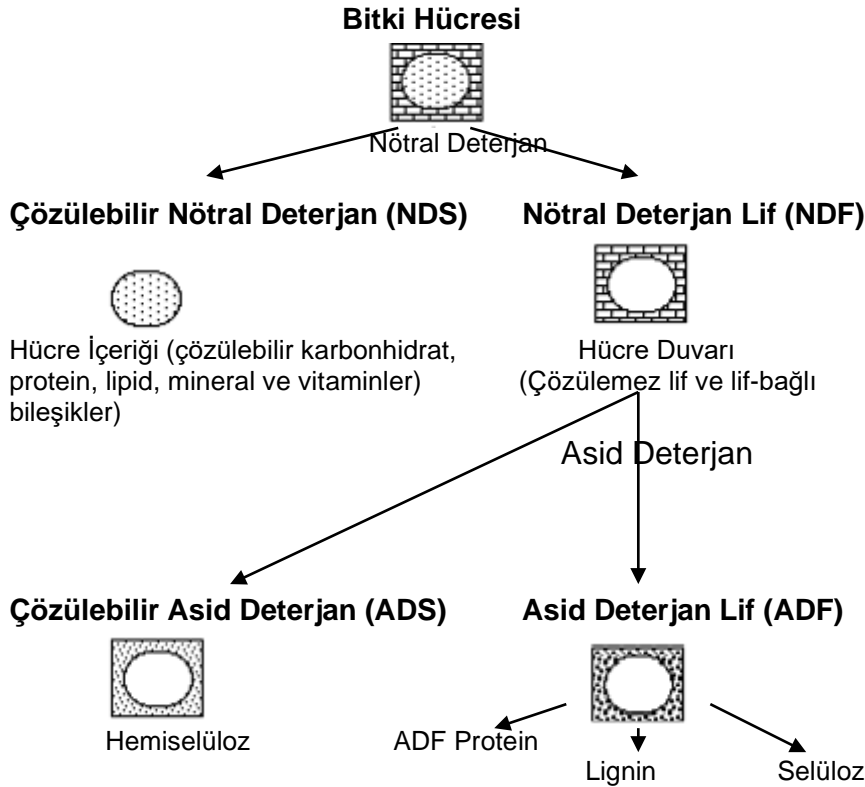 Bitki Hücresi
Nötral Deterjan
Çözülebilir Nötral Deterjan (NDS)
Nötral Deterjan Lif (NDF)
Hücre İçeriği (çözülebilir karbonhidrat,
protein, lipid, mineral ve vitaminler)
bileşikler)
Hücre Duvarı
(Çözülemez lif ve lif-bağlı
Asid Deterjan
Çözülebilir Asid Deterjan (ADS)
Asid Deterjan Lif (ADF)
Hemiselüloz
ADF Protein
Lignin
Selüloz